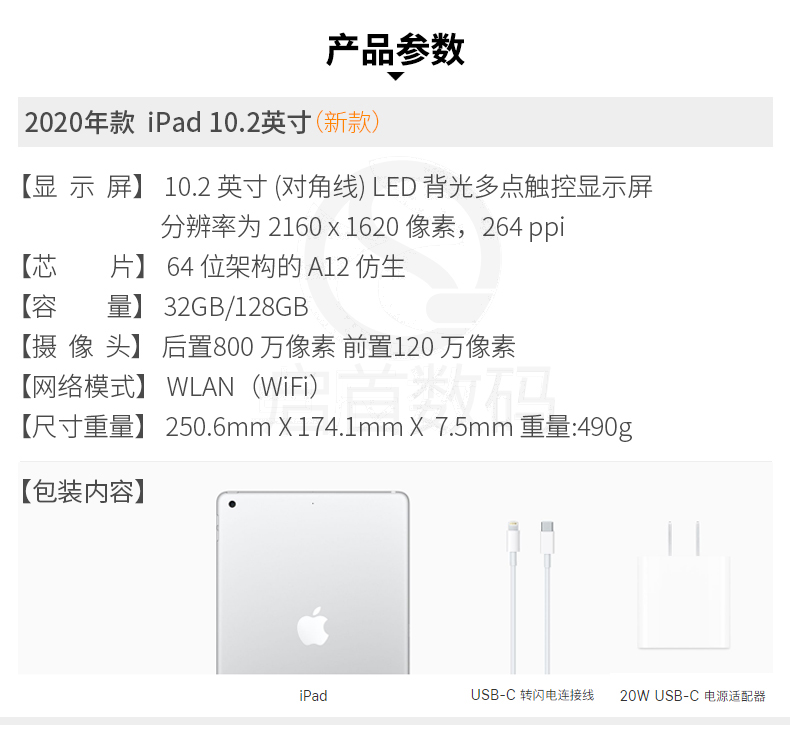 产品参数
2020年款 iPad 10.2英寸(新款)
【显 示 屏】 10.2 英寸 (对角线) LED 背光多点触控显示屏
分辨率为 2160 x 1620 像素，264 ppi
【芯 片】 64 位架构的 A12 仿生
【容 量】 32GB/128GB
【摄 像 头】 后置800 万像素 前置120 万像素
【网络模式】 WLAN（WiFi）
启首数码
【尺寸重量】 250.6mm X 174.1mm X 7.5mm 重量:490g
【包装内容】
iPad
USB-C 转闪电连接线
20W USB-C 电源适配器